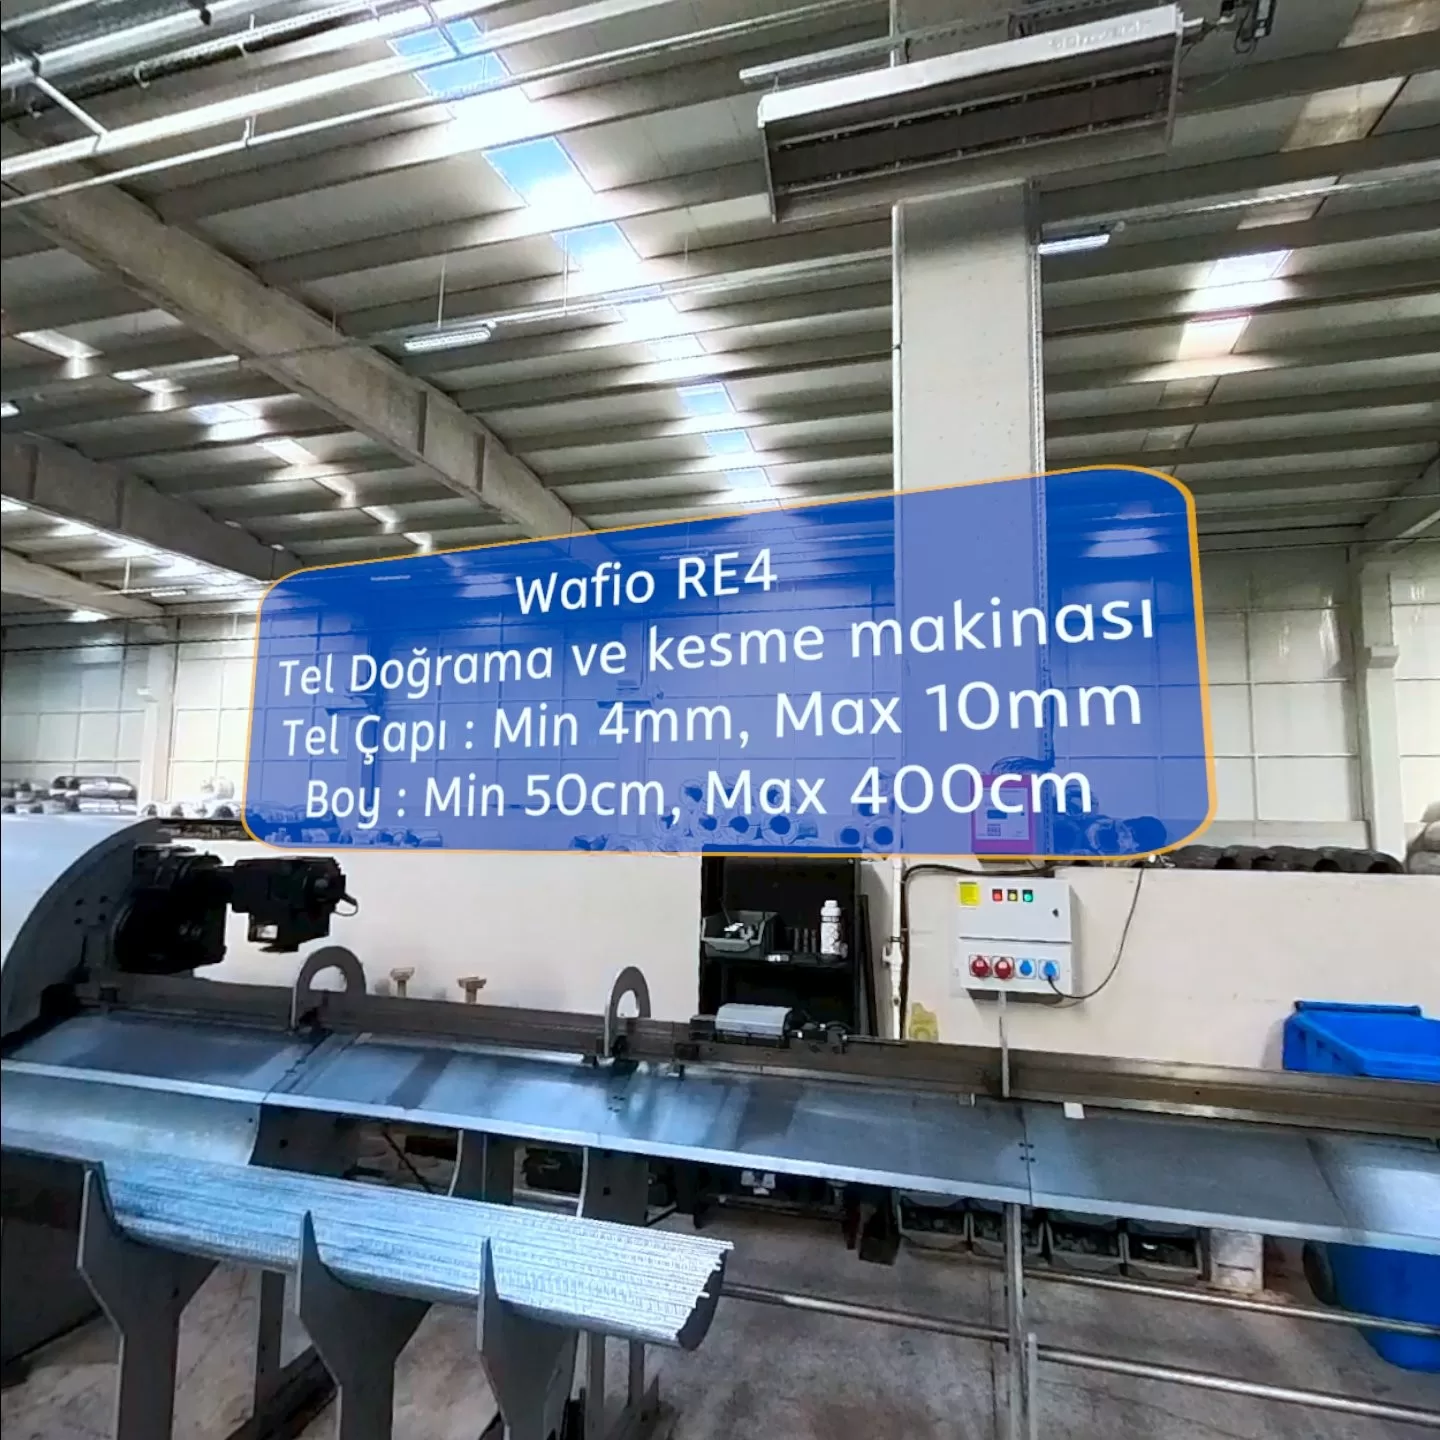 Wafio RE4
Tel Doğrama ve kesme makinası
Tel Çapı : Min 4mm, Max 10mm
Boy : Min 50cm, Max 400cm